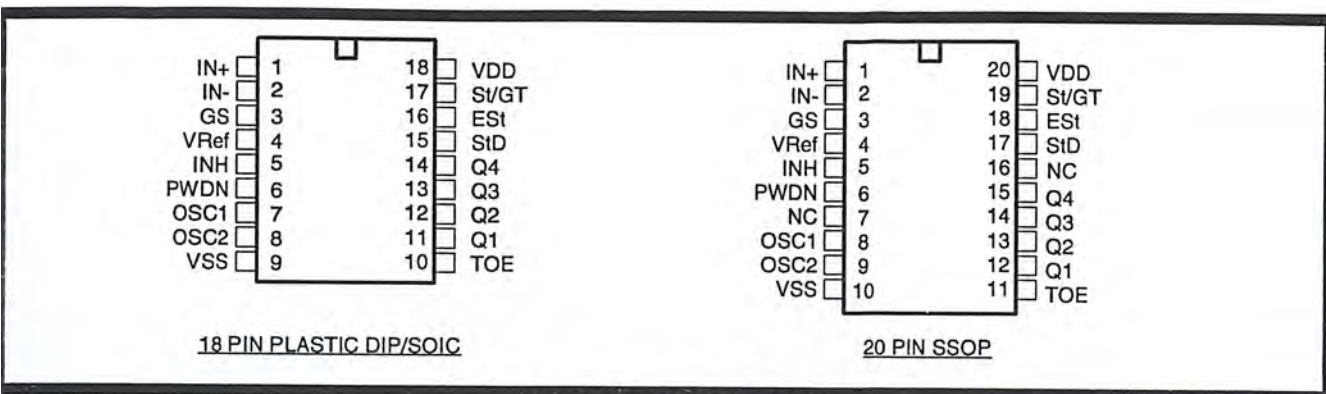 IN+ 1 18 VDD
IN- 2 17 St/GT
GS 3 16 ESt
VRef 4 15 StD
INH 5 14 Q4
PWDN 6 13 Q3
OSC1 7 12 Q2
OSC2 8 11 Q1
VSS 9 10 TOE
18 PIN PLASTIC DIP/SOIC
IN+ 1 20 VDD
IN- 2 19 St/GT
GS 3 18 ESt
VRef 4 17 StD
INH 5 16 NC
PWDN 6 15 Q4
NC 7 14 Q3
OSC1 8 13 Q2
OSC2 9 12 Q1
VSS 10 11 TOE
20 PIN SSOP